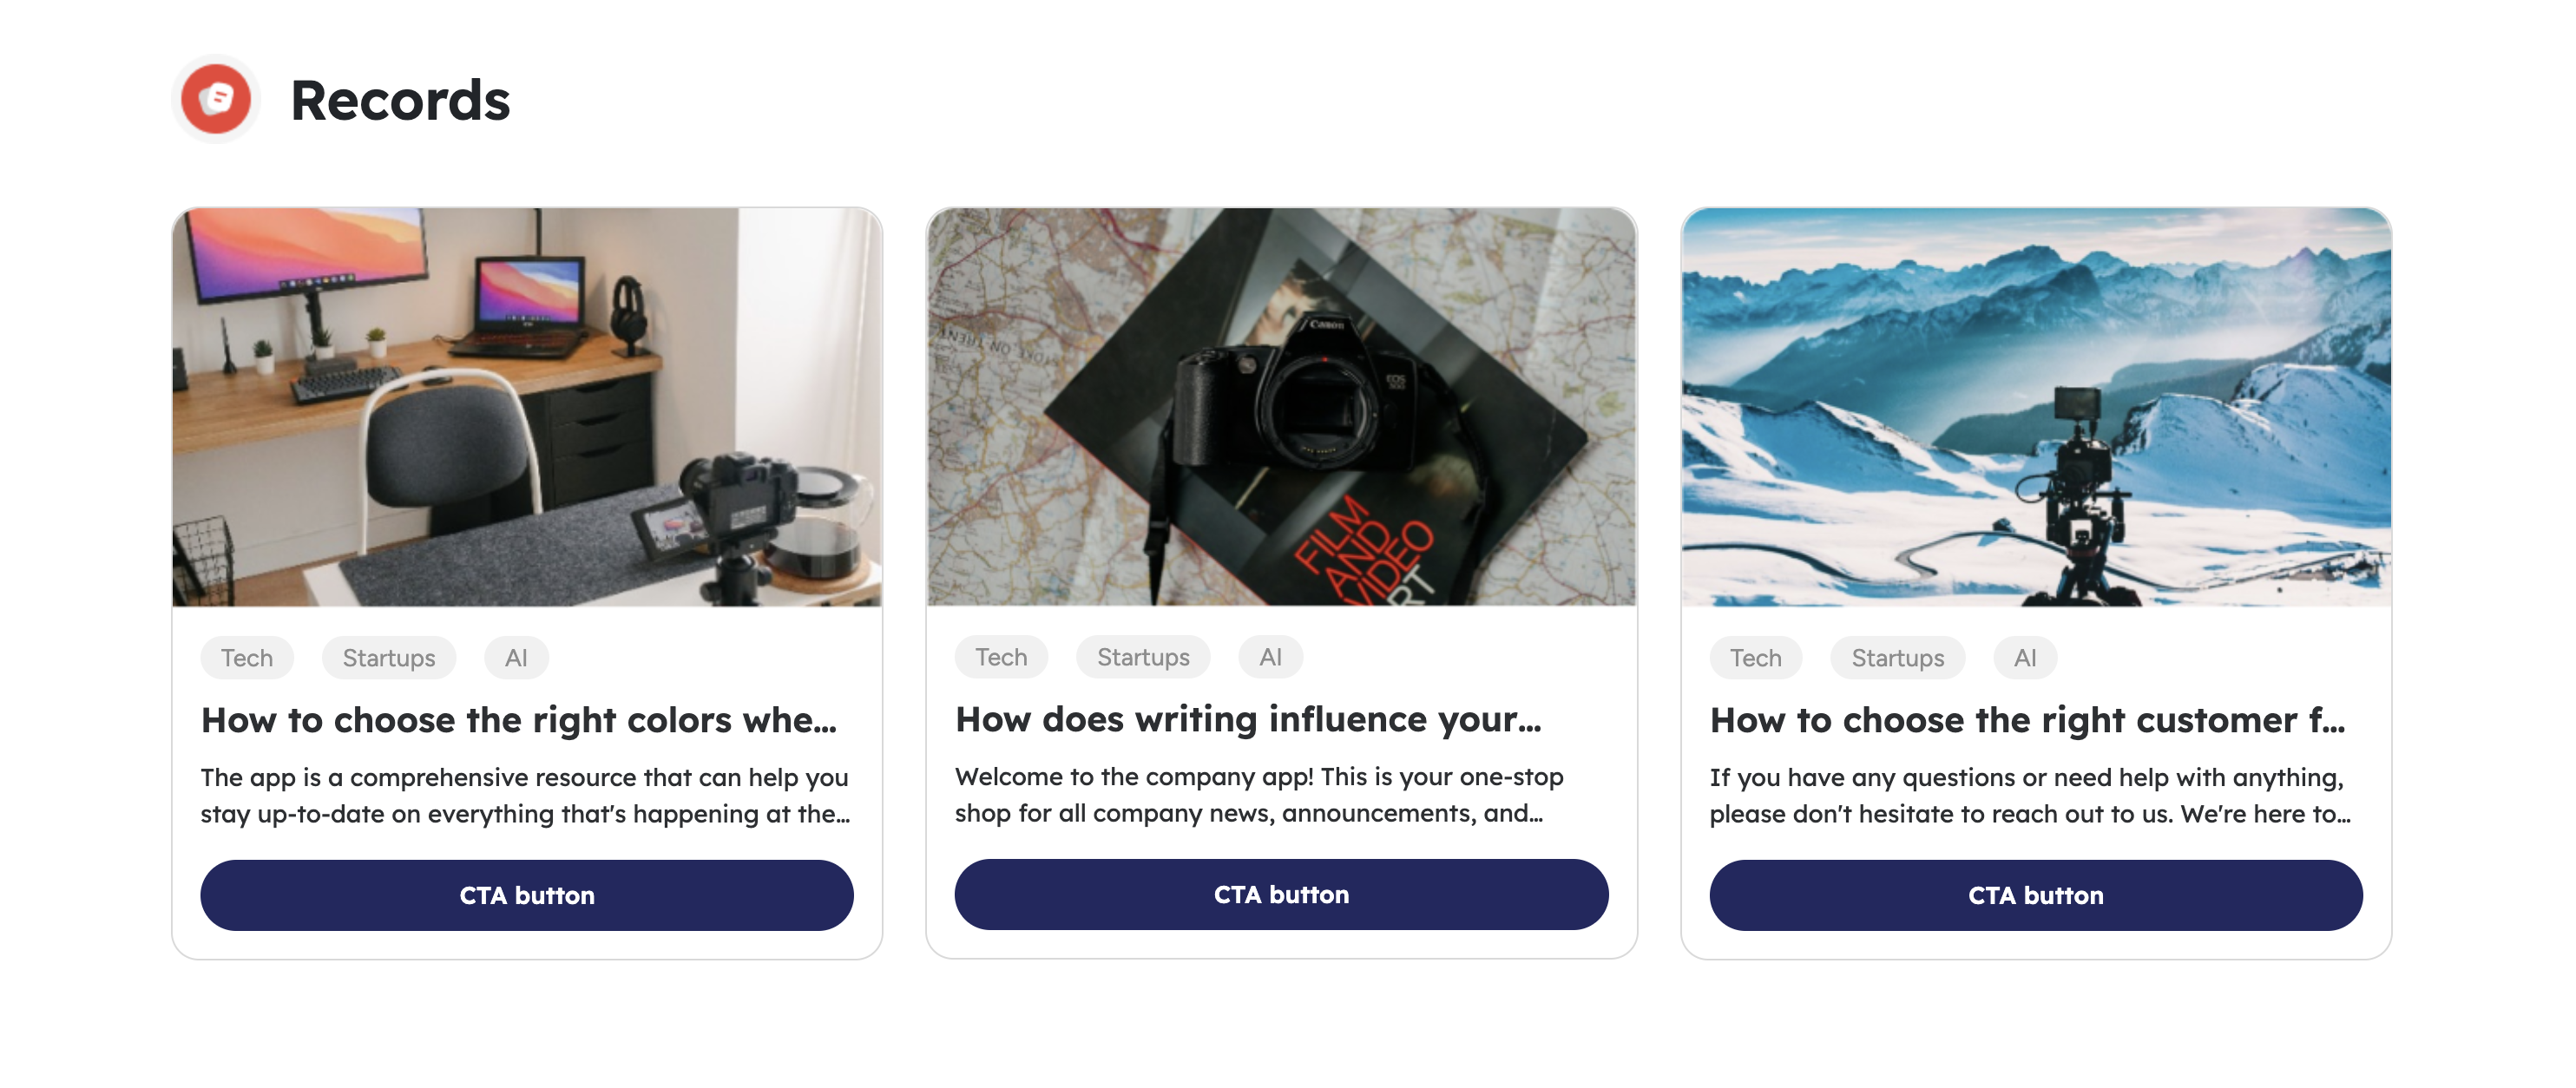 Records
STOKE ON TRENT
Canon
EOS
FILM
AND
VIDEO
Tech Startups AI
How to choose the right colors whe...
The app is a comprehensive resource that can help you
stay up-to-date on everything that's happening at the...
CTA button
Tech Startups AI
How does writing influence your...
Welcome to the company app! This is your one-stop
shop for all company news, announcements, and...
CTA button
Tech Startups AI
How to choose the right customer f...
If you have any questions or need help with anything,
please don't hesitate to reach out to us. We're here to...
CTA button